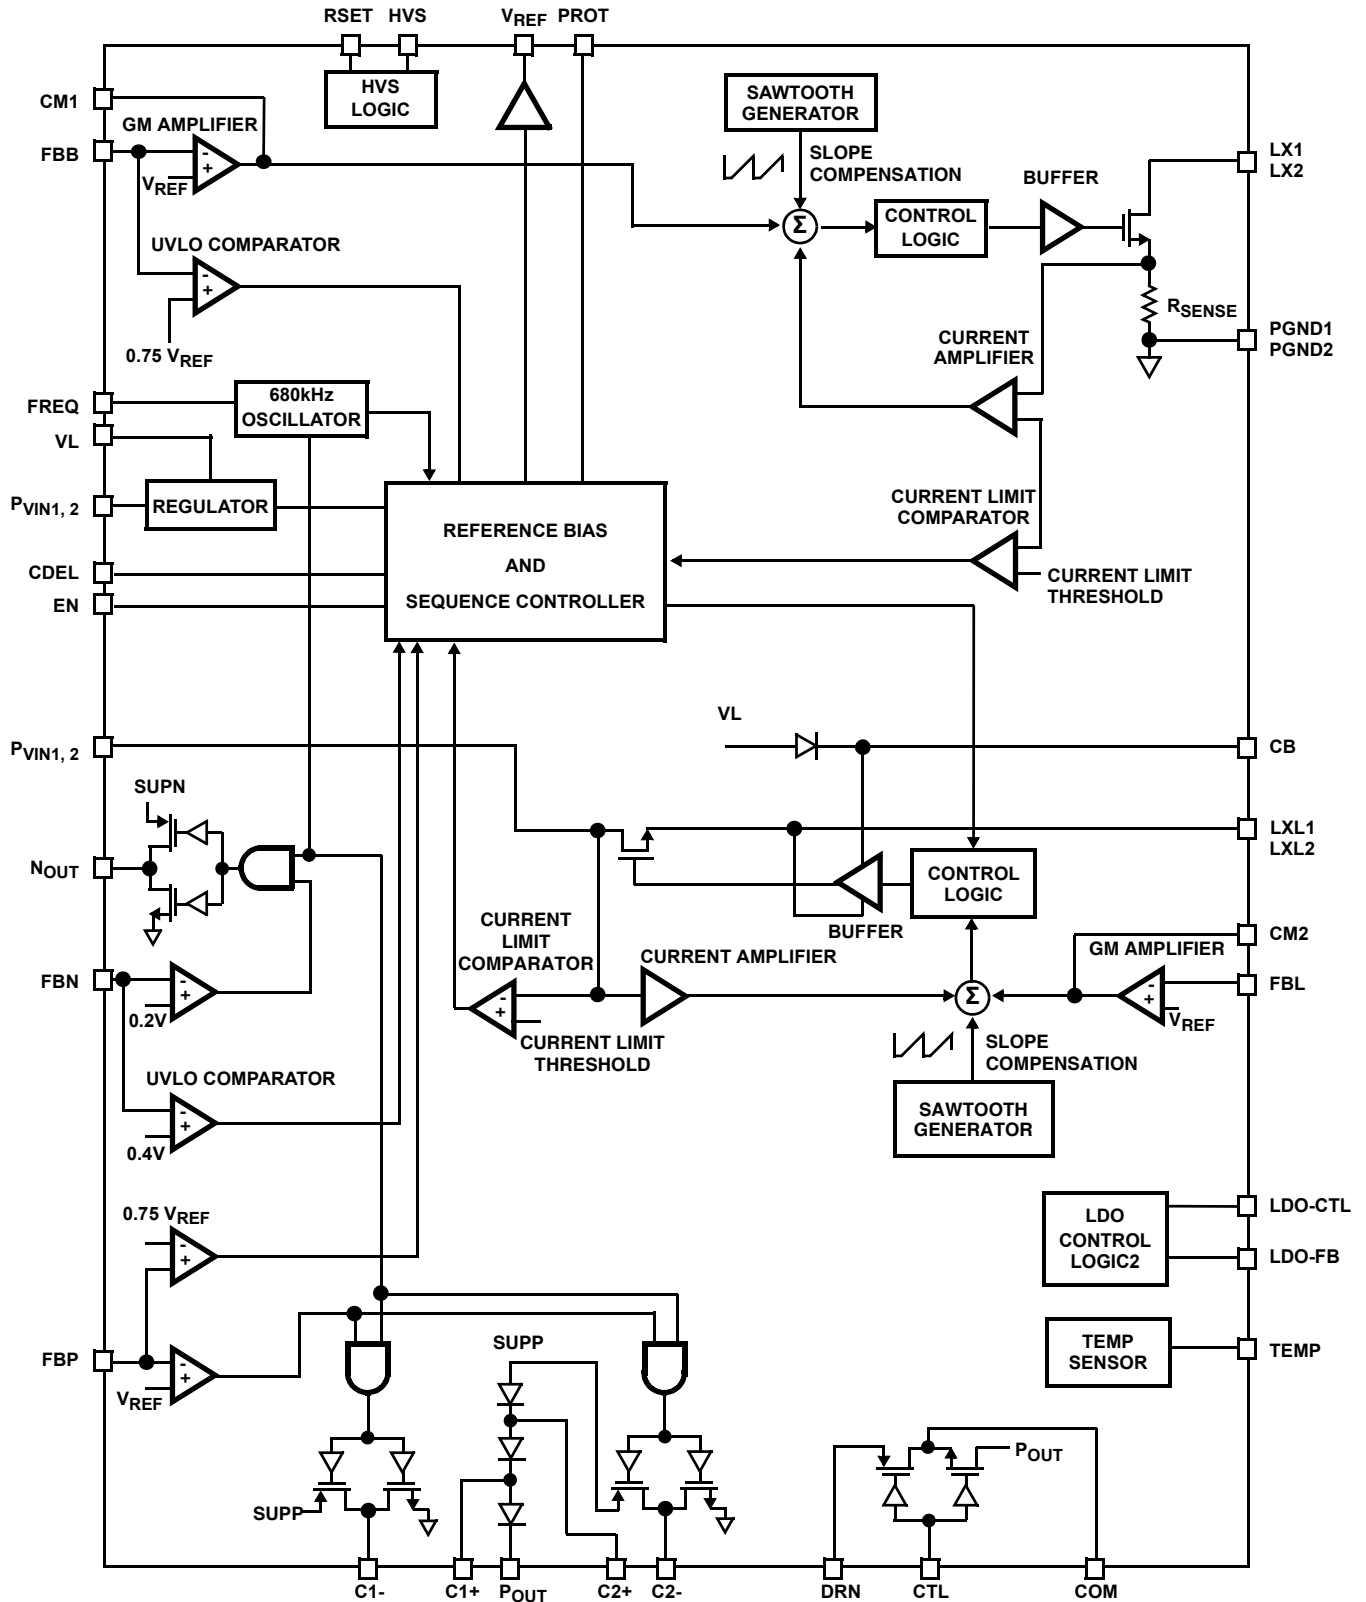 RSET HVS VREF PROT
HVS
LOGIC
SAWTOOTH
GENERATOR
CM1
GM AMPLIFIER
FBB
-
+
VREF
SLOPE
COMPENSATION
BUFFER
LX1
LX2
Σ
CONTROL
LOGIC
UVLO COMPARATOR
-
+
0.75 VREF
RSENSE
CURRENT
AMPLIFIER
PGND1
PGND2
FREQ
680kHz
OSCILLATOR
VL
PVIN1, 2
REGULATOR
CURRENT LIMIT
COMPARATOR
REFERENCE BIAS
AND
SEQUENCE CONTROLLER
CDEL
EN
CURRENT LIMIT
THRESHOLD
VL
PVIN1, 2
CB
SUPN
LXL1
LXL2
NOUT
CONTROL
LOGIC
BUFFER
CURRENT
LIMIT
COMPARATOR
CURRENT AMPLIFIER
CM2
GM AMPLIFIER
FBN
-
+
0.2V
-
+
Σ
-
+
VREF
FBL
CURRENT LIMIT
THRESHOLD
SLOPE
COMPENSATION
UVLO COMPARATOR
-
+
0.4V
SAWTOOTH
GENERATOR
0.75 VREF
-
+
LDO
CONTROL
LOGIC2
LDO-CTL
LDO-FB
FBP
-
+
VREF
SUPP
TEMP
SENSOR
TEMP
POUT
SUPP
C1- C1+ POUT C2+ C2- DRN CTL COM